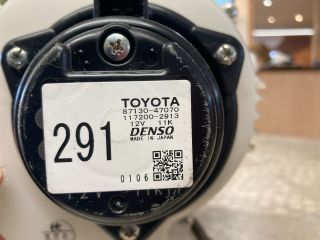 TOYOTA
87130-47070
117200-2913
12V 11K
DENSO
MADE IN JAPAN
291
0106